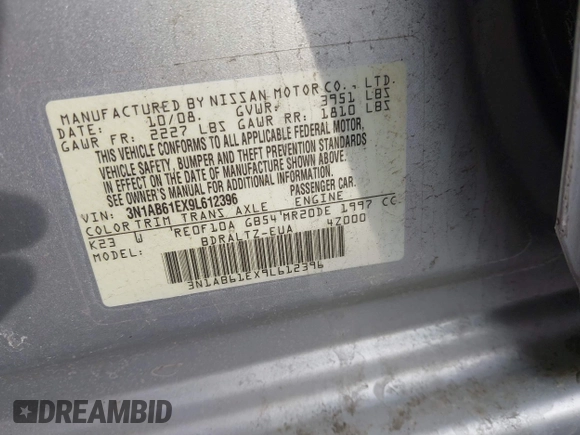 MANUFACTURED BY NISSAN MOTOR CO., LTD.
DATE: 10/08. GVWR: 3951 LBS
GAWR FR: 2227 LBS GAWR RR: 1810 LBS
THIS VEHICLE CONFORMS TO ALL APPLICABLE FEDERAL MOTOR
VEHICLE SAFETY, BUMPER AND THEFT PREVENTION STANDARDS
IN EFFECT ON THE DATE OF MANUFACTURE SHOWN ABOVE.
SEE OWNER'S MANUAL FOR ADDITIONAL INFORMATION.
VIN: 3N1AB61EX9L612396 PASSENGER CAR.
COLOR TRIM TRANS AXLE ENGINE
K23 W RE0F10A GB54 MR20DE 1997 CC
MODEL: BDRALTZ-EUA 4Z000
3N1AB61EX9L612396
DREAMBID